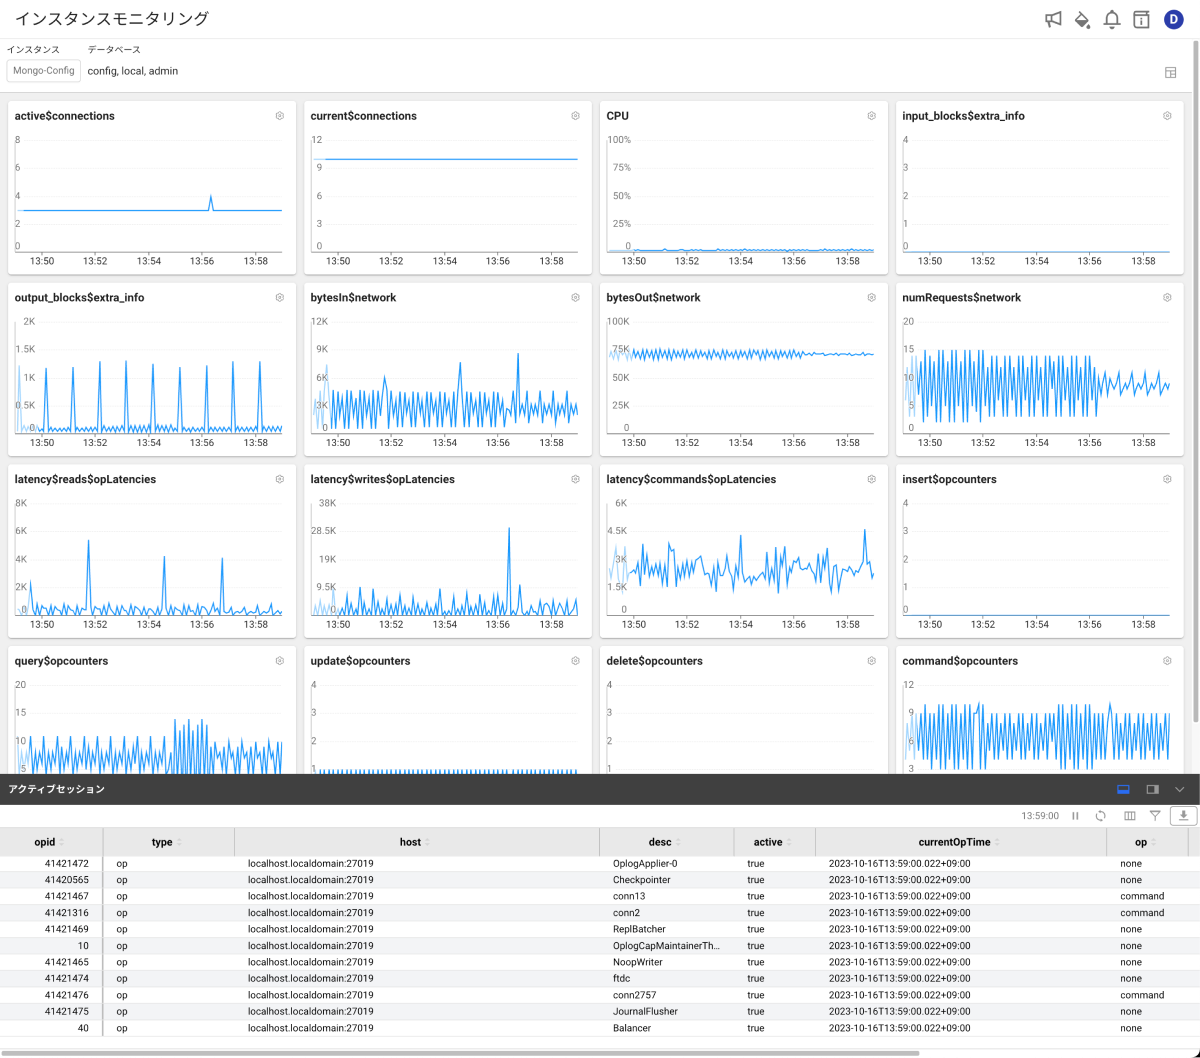 インスタンスモニタリング
D
インスタンス データベース
Mongo-Config config, local, admin
active$connections
8
6
4
2
0
13:50 13:52 13:54 13:56 13:58
current$connections
12
9
6
3
0
13:50 13:52 13:54 13:56 13:58
CPU
100%
75%
50%
25%
0
13:50 13:52 13:54 13:56 13:58
input_blocks$extra_info
4
3
2
1
0
13:50 13:52 13:54 13:56 13:58
output_blocks$extra_info
2K
1.5K
1K
0.5K
0
13:50 13:52 13:54 13:56 13:58
bytesIn$network
12K
9K
6K
3K
0
13:50 13:52 13:54 13:56 13:58
bytesOut$network
100K
75K
50K
25K
0
13:50 13:52 13:54 13:56 13:58
numRequests$network
20
15
10
5
0
13:50 13:52 13:54 13:56 13:58
latency$reads$opLatencies
8K
6K
4K
2K
0
13:50 13:52 13:54 13:56 13:58
latency$writes$opLatencies
38K
28.5K
19K
9.5K
0
13:50 13:52 13:54 13:56 13:58
latency$commands$opLatencies
6K
4.5K
3K
1.5K
0
13:50 13:52 13:54 13:56 13:58
insert$opcounters
4
3
2
1
0
13:50 13:52 13:54 13:56 13:58
query$opcounters
20
15
10
5
update$opcounters
4
3
2
1
delete$opcounters
4
3
2
1
command$opcounters
12
9
6
3
アクティブセッション
13:59:00
opid type host desc active currentOpTime op
41421472 op localhost.localdomain:27019 OplogApplier-0 true 2023-10-16T13:59:00.022+09:00 none
41420565 op localhost.localdomain:27019 Checkpointer true 2023-10-16T13:59:00.022+09:00 none
41421467 op localhost.localdomain:27019 conn13 true 2023-10-16T13:59:00.022+09:00 command
41421316 op localhost.localdomain:27019 conn2 true 2023-10-16T13:59:00.022+09:00 command
41421469 op localhost.localdomain:27019 ReplBatcher true 2023-10-16T13:59:00.022+09:00 none
10 op localhost.localdomain:27019 OplogCapMaintainerTh... true 2023-10-16T13:59:00.022+09:00 none
41421465 op localhost.localdomain:27019 NoopWriter true 2023-10-16T13:59:00.022+09:00 none
41421474 op localhost.localdomain:27019 ftdc true 2023-10-16T13:59:00.022+09:00 none
41421476 op localhost.localdomain:27019 conn2757 true 2023-10-16T13:59:00.022+09:00 command
41421475 op localhost.localdomain:27019 JournalFlusher true 2023-10-16T13:59:00.022+09:00 none
40 op localhost.localdomain:27019 Balancer true 2023-10-16T13:59:00.022+09:00 none